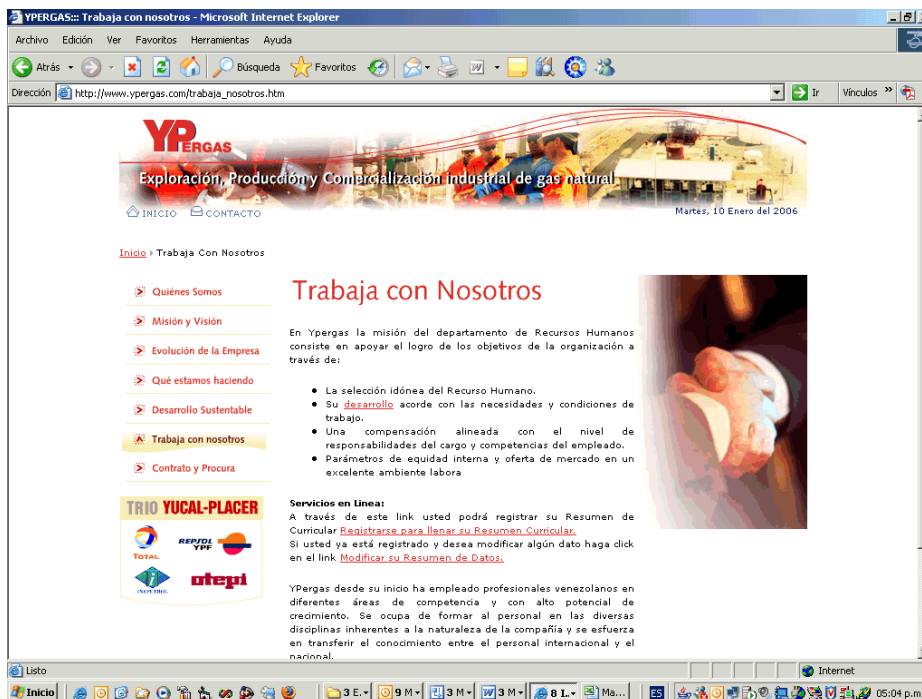 YPERGAS::: Trabaja con nosotros - Microsoft Internet Explorer
Archivo Edición Ver Favoritos Herramientas Ayuda
Atrás Búsqueda Favoritos
Dirección http://www.ypergas.com/trabaja_nosotros.htm Ir Vínculos »
YPERGAS
Exploración, Producción y Comercialización industrial de gas natural
INICIO CONTACTO Martes, 10 Enero del 2006
Inicio › Trabaja Con Nosotros
Quiénes Somos
Misión y Visión
Evolución de la Empresa
Qué estamos haciendo
Desarrollo Sustentable
Trabaja con nosotros
Contrato y Procura
TRIO YUCAL-PLACER
TOTAL REPSOL YPF
INEPETROL otepi
Trabaja con Nosotros
En Ypergas la misión del departamento de Recursos Humanos
consiste en apoyar el logro de los objetivos de la organización a
través de:
• La selección idónea del Recurso Humano.
• Su desarrollo acorde con las necesidades y condiciones de
trabajo.
• Una compensación alineada con el nivel de
responsabilidades del cargo y competencias del empleado.
• Parámetros de equidad interna y oferta de mercado en un
excelente ambiente labora
Servicios en Linea:
A través de este link usted podrá registrar su Resumen de
Curricular Registrarse para llenar su Resumen Curricular.
Si usted ya está registrado y desea modificar algún dato haga click
en el link Modificar su Resumen de Datos.
YPergas desde su inicio ha empleado profesionales venezolanos en
diferentes áreas de competencia y con alto potencial de
crecimiento. Se ocupa de formar al personal en las diversas
disciplinas inherentes a la naturaleza de la compañía y se esfuerza
en transferir el conocimiento entre el personal internacional y el
nacional.
Listo Internet
Inicio 3 E... 9 M 3 M 3 M 8 I... Ma... ES 05:04 p.m.